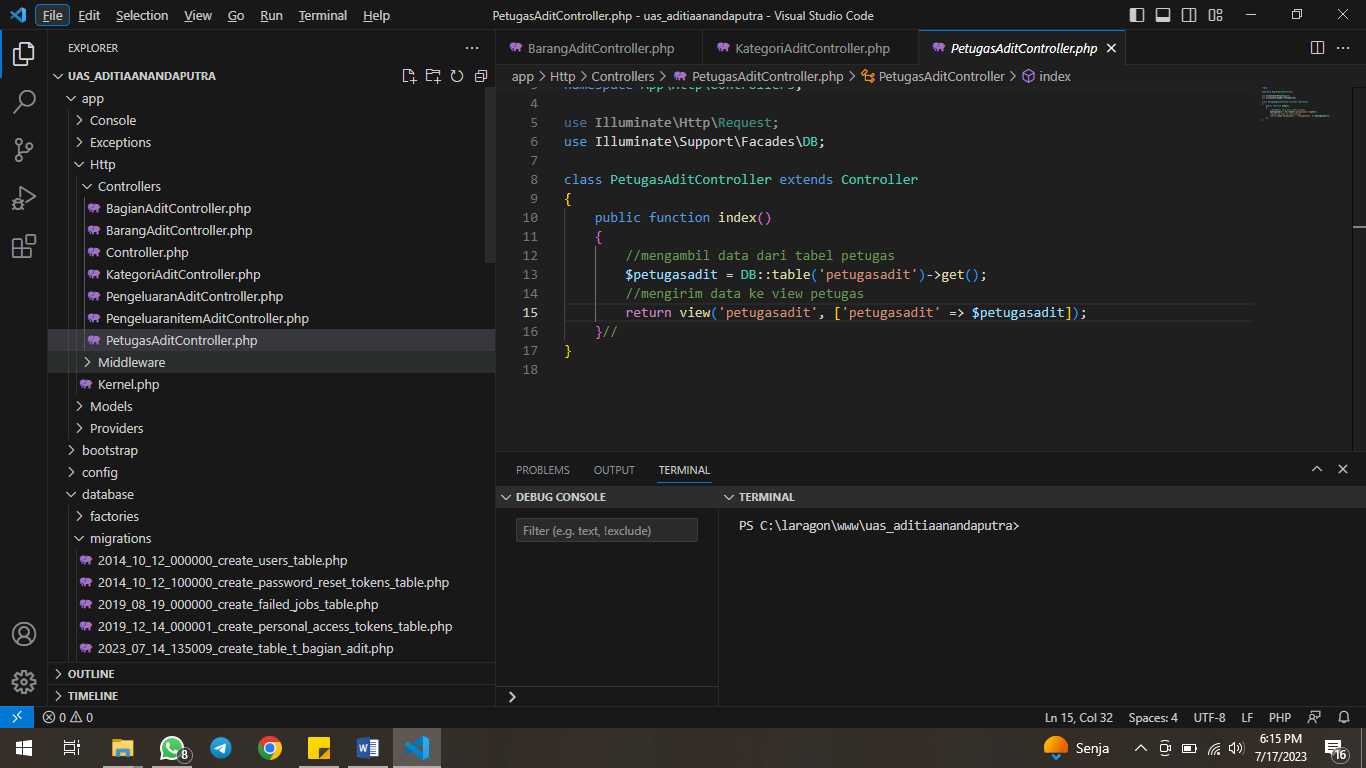 File Edit Selection View Go Run Terminal Help
PetugasAditController.php - uas_aditiaanandaputra - Visual Studio Code
EXPLORER
UAS_ADITIAANANDAPUTRA
app
Console
Exceptions
Http
Controllers
BagianAditController.php
BarangAditController.php
Controller.php
KategoriAditController.php
PengeluaranAditController.php
PengeluaranitemAditController.php
PetugasAditController.php
Middleware
Kernel.php
Models
Providers
bootstrap
config
database
factories
migrations
2014_10_12_000000_create_users_table.php
2014_10_12_100000_create_password_reset_tokens_table.php
2019_08_19_000000_create_failed_jobs_table.php
2019_12_14_000001_create_personal_access_tokens_table.php
2023_07_14_135009_create_table_t_bagian_adit.php
OUTLINE
TIMELINE
BarangAditController.php KategoriAditController.php PetugasAditController.php
app > Http > Controllers > PetugasAditController.php > PetugasAditController > index
3 namespace App\Http\Controllers;
4
5 use Illuminate\Http\Request;
6 use Illuminate\Support\Facades\DB;
7
8 class PetugasAditController extends Controller
9 {
10 public function index()
11 {
12 //mengambil data dari tabel petugas
13 $petugasadit = DB::table('petugasadit')->get();
14 //mengirim data ke view petugas
15 return view('petugasadit', ['petugasadit' => $petugasadit]);
16 }//
17 }
18
PROBLEMS OUTPUT TERMINAL
DEBUG CONSOLE
Filter (e.g. text, !exclude)
TERMINAL
PS C:\laragon\www\uas_aditiaanandaputra>
0 0
Ln 15, Col 32 Spaces: 4 UTF-8 LF PHP
8
Senja
6:15 PM
7/17/2023
16